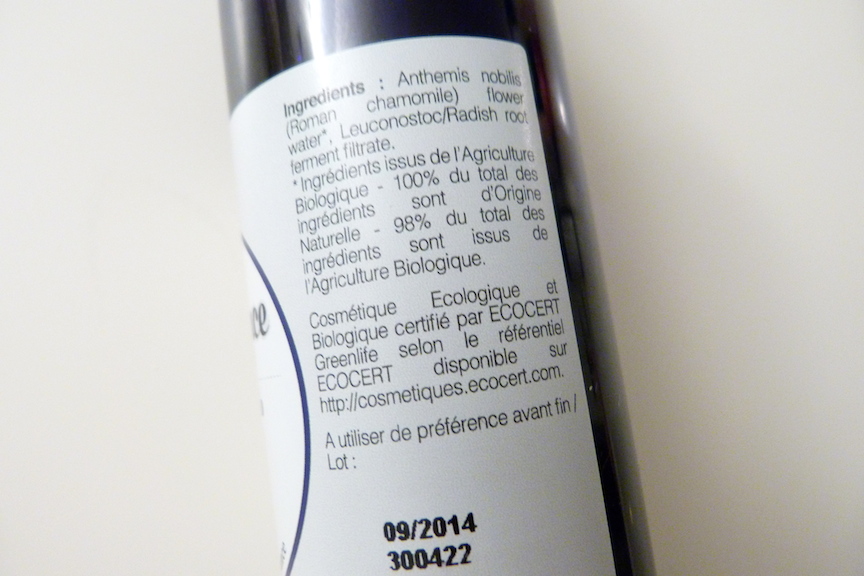 Ingredients : Anthemis nobilis
(Roman chamomile) flower
water*, Leuconostoc/Radish root
ferment filtrate.
* Ingrédients issus de l'Agriculture
Biologique - 100% du total des
ingrédients sont d'Origine
Naturelle - 98% du total des
ingrédients sont issus de
l'Agriculture Biologique.
Cosmétique Ecologique et
Biologique certifié par ECOCERT
Greenlife selon le référentiel
ECOCERT disponible sur
http://cosmetiques.ecocert.com.
A utiliser de préférence avant fin /
Lot :
09/2014
300422